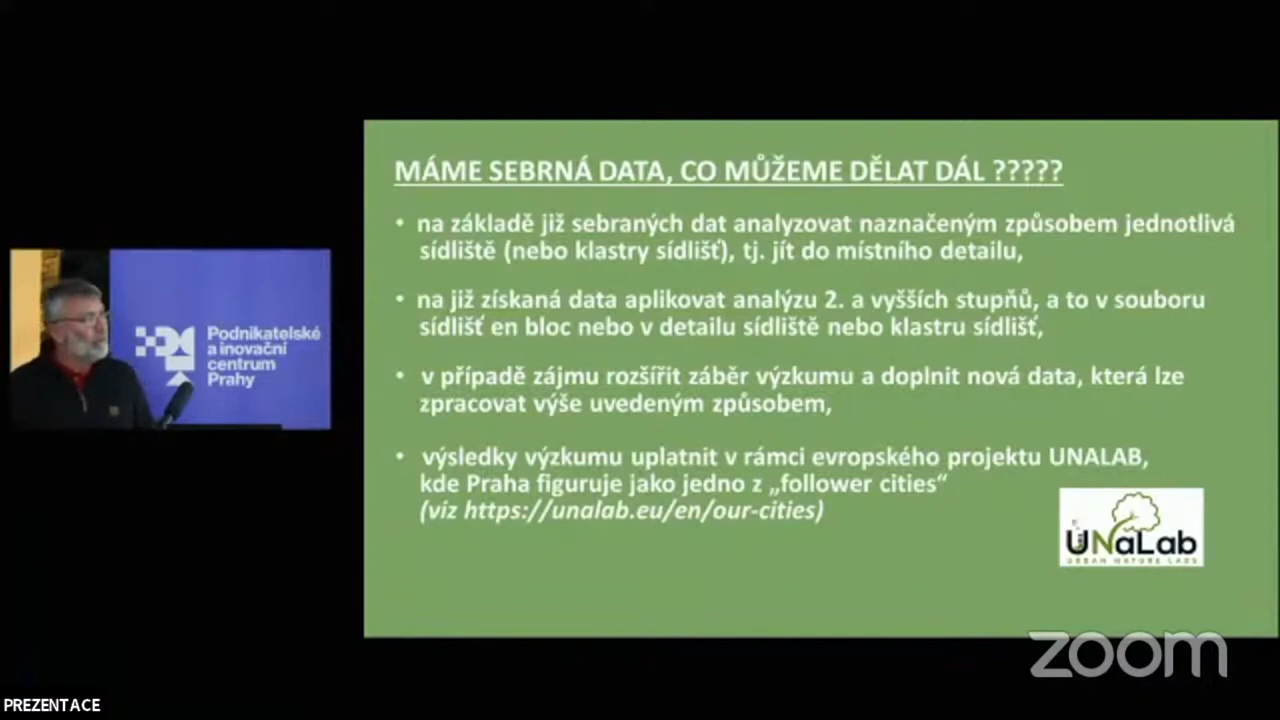 MÁME SEBRNÁ DATA, CO MŮŽEME DĚLAT DÁL ?????
• na základě již sebraných dat analyzovat naznačeným způsobem jednotlivá
sídliště (nebo klastry sídlišť), tj. jít do místního detailu,
• na již získaná data aplikovat analýzu 2. a vyšších stupňů, a to v souboru
sídlišť en bloc nebo v detailu sídliště nebo klastru sídlišť,
• v případě zájmu rozšířit záběr výzkumu a doplnit nová data, která lze
zpracovat výše uvedeným způsobem,
• výsledky výzkumu uplatnit v rámci evropského projektu UNALAB,
kde Praha figuruje jako jedno z „follower cities“
(viz https://unalab.eu/en/our-cities)
UNaLab
URBAN NATURE LABS
Podnikatelské
a inovační
centrum
Prahy
zoom
PREZENTACE